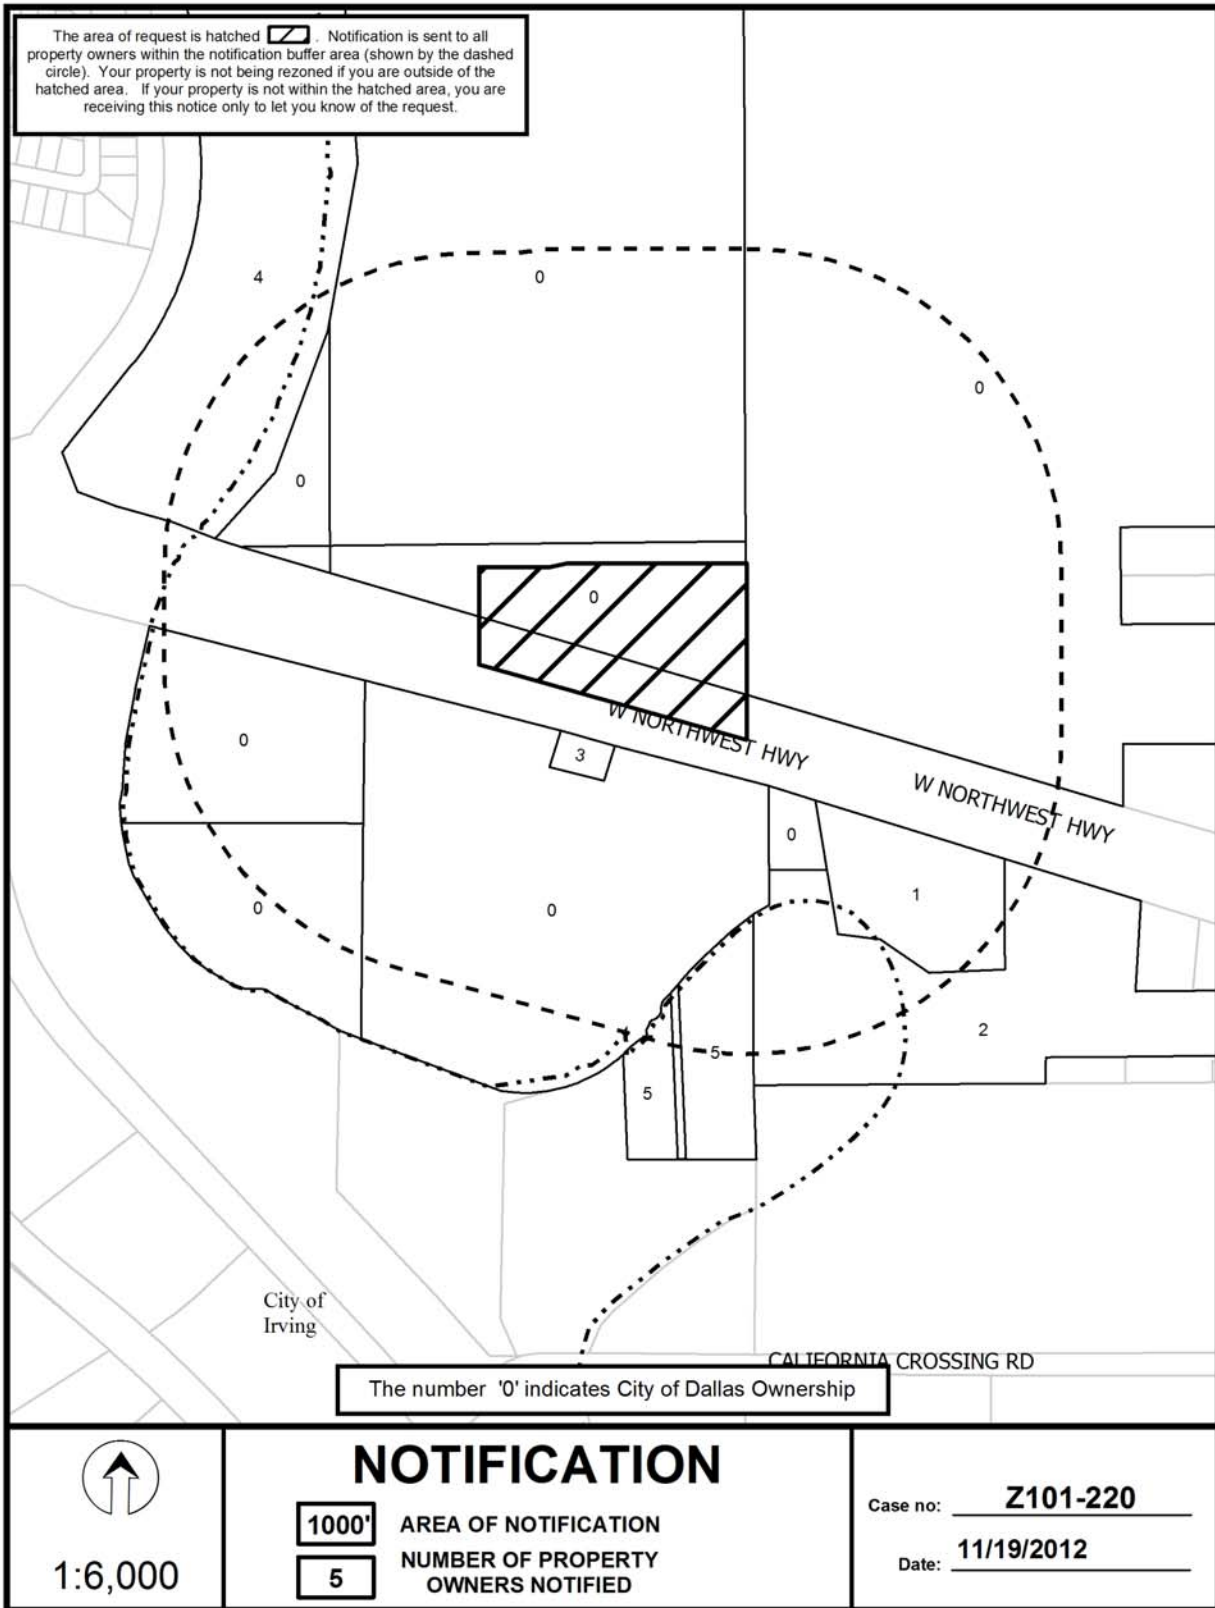 The area of request is hatched . Notification is sent to all
property owners within the notification buffer area (shown by the dashed
circle). Your property is not being rezoned if you are outside of the
hatched area. If your property is not within the hatched area, you are
receiving this notice only to let you know of the request.
4
0
0
0
0
W NORTHWEST HWY
3
0
W NORTHWEST HWY
0
1
0
0
2
5
5
City of
Irving
CALIFORNIA CROSSING RD
The number '0' indicates City of Dallas Ownership
1:6,000
NOTIFICATION
1000' AREA OF NOTIFICATION
5 NUMBER OF PROPERTY
OWNERS NOTIFIED
Case no: Z101-220
Date: 11/19/2012